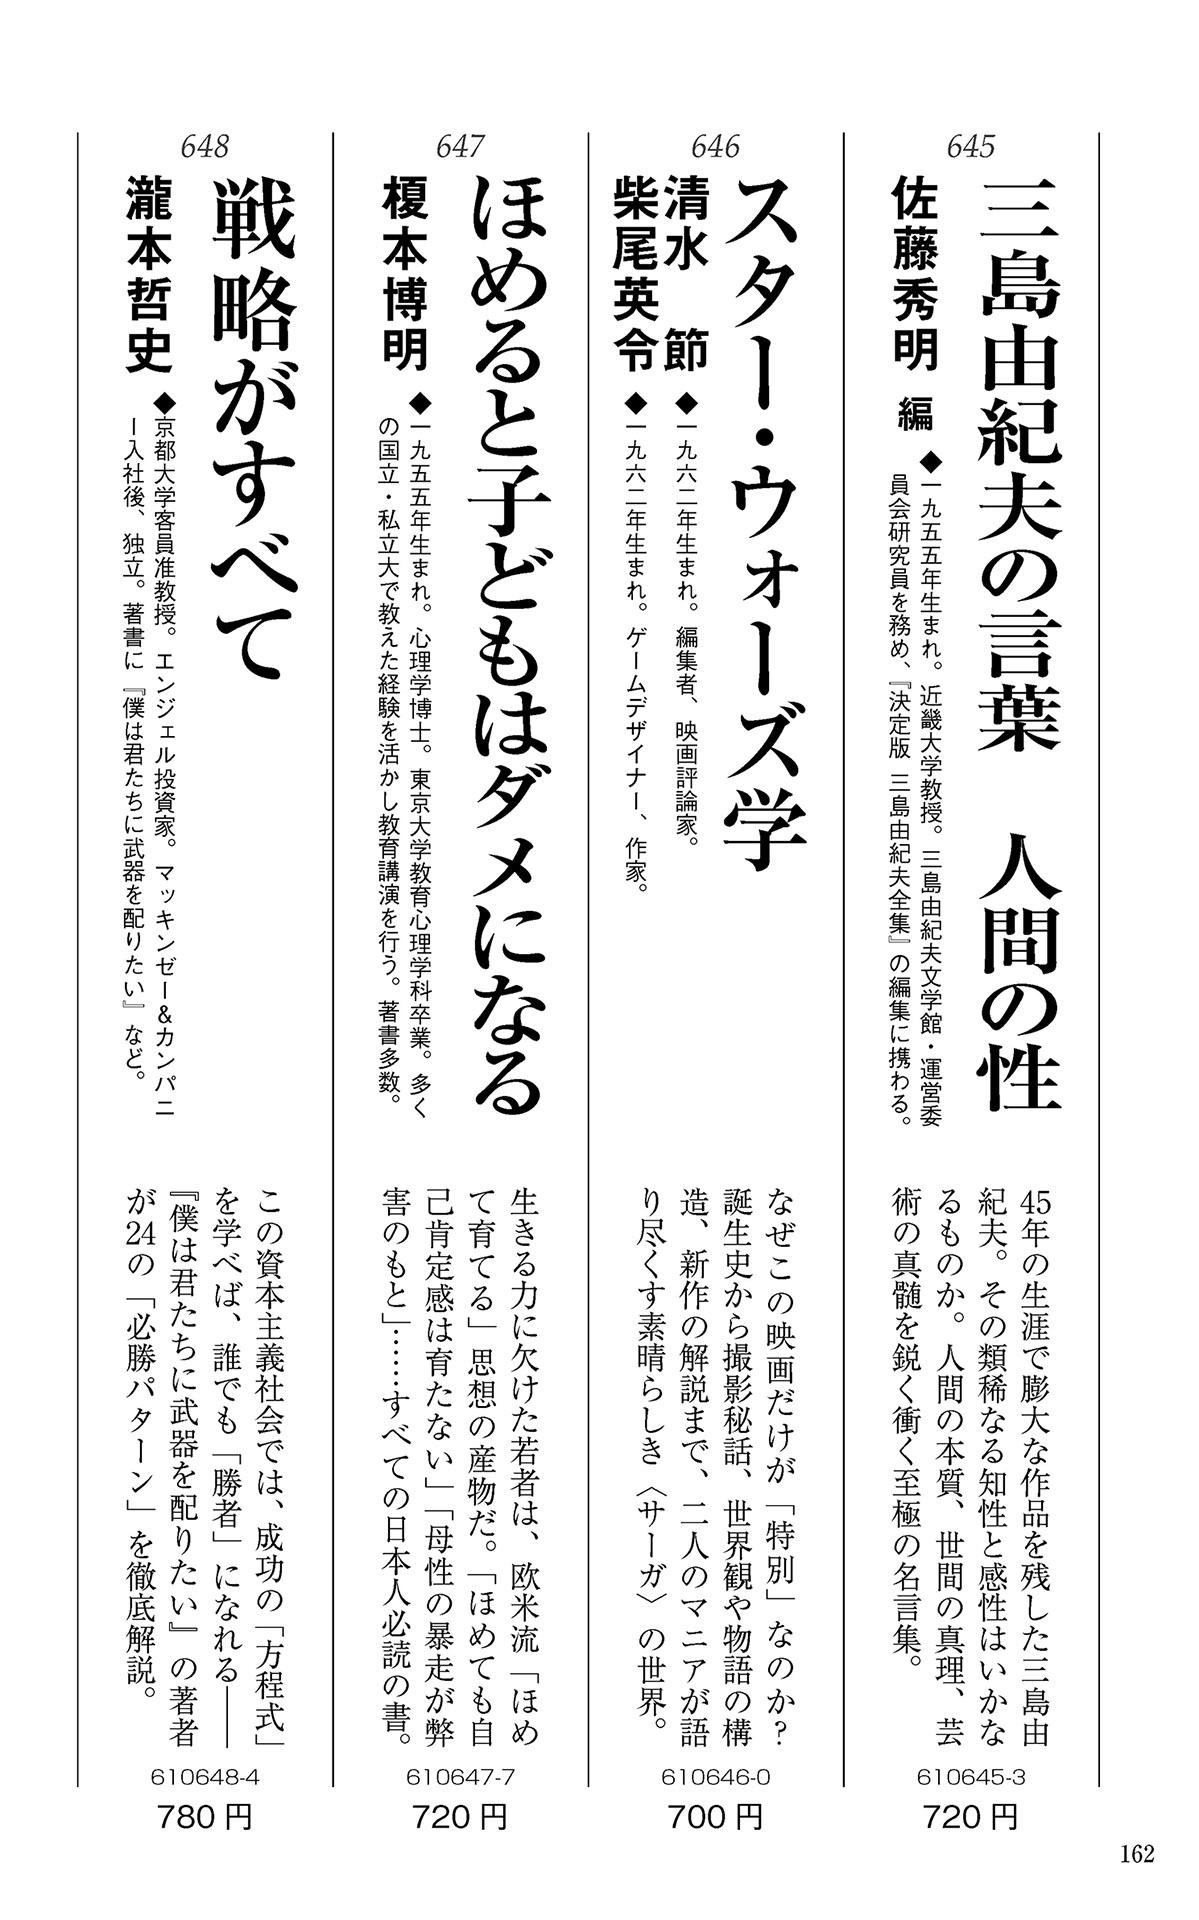 645
三島由紀夫の言葉　人間の性
佐藤秀明 編
◆一九五五年生まれ。近畿大学教授。三島由紀夫文学館・運営委
員会研究員を務め、『決定版 三島由紀夫全集』の編集に携わる。
45年の生涯で膨大な作品を残した三島由
紀夫。その類稀なる知性と感性はいかな
るものか。人間の本質、世間の真理、芸
術の真髄を鋭く衝く至極の名言集。
610645-3
720円
646
スター・ウォーズ学
清水　節
◆一九六二年生まれ。編集者、映画評論家。
柴尾英令
◆一九六二年生まれ。ゲームデザイナー、作家。
なぜこの映画だけが「特別」なのか?
誕生史から撮影秘話、世界観や物語の構
造、新作の解説まで、二人のマニアが語
り尽くす素晴らしき〈サーガ〉の世界。
610646-0
700円
647
ほめると子どもはダメになる
榎本博明
◆一九五五年生まれ。心理学博士。東京大学教育心理学科卒業。多く
の国立・私立大で教えた経験を活かし教育講演を行う。著書多数。
生きる力に欠けた若者は、欧米流「ほめ
て育てる」思想の産物だ。「ほめても自
己肯定感は育たない」「母性の暴走が弊
害のもと」……すべての日本人必読の書。
610647-7
720円
648
戦略がすべて
瀧本哲史
◆京都大学客員准教授。エンジェル投資家。マッキンゼー&カンパニ
ー入社後、独立。著書に『僕は君たちに武器を配りたい』など。
この資本主義社会では、成功の「方程式」
を学べば、誰でも「勝者」になれる――
『僕は君たちに武器を配りたい』の著者
が24の「必勝パターン」を徹底解説。
610648-4
780円
162